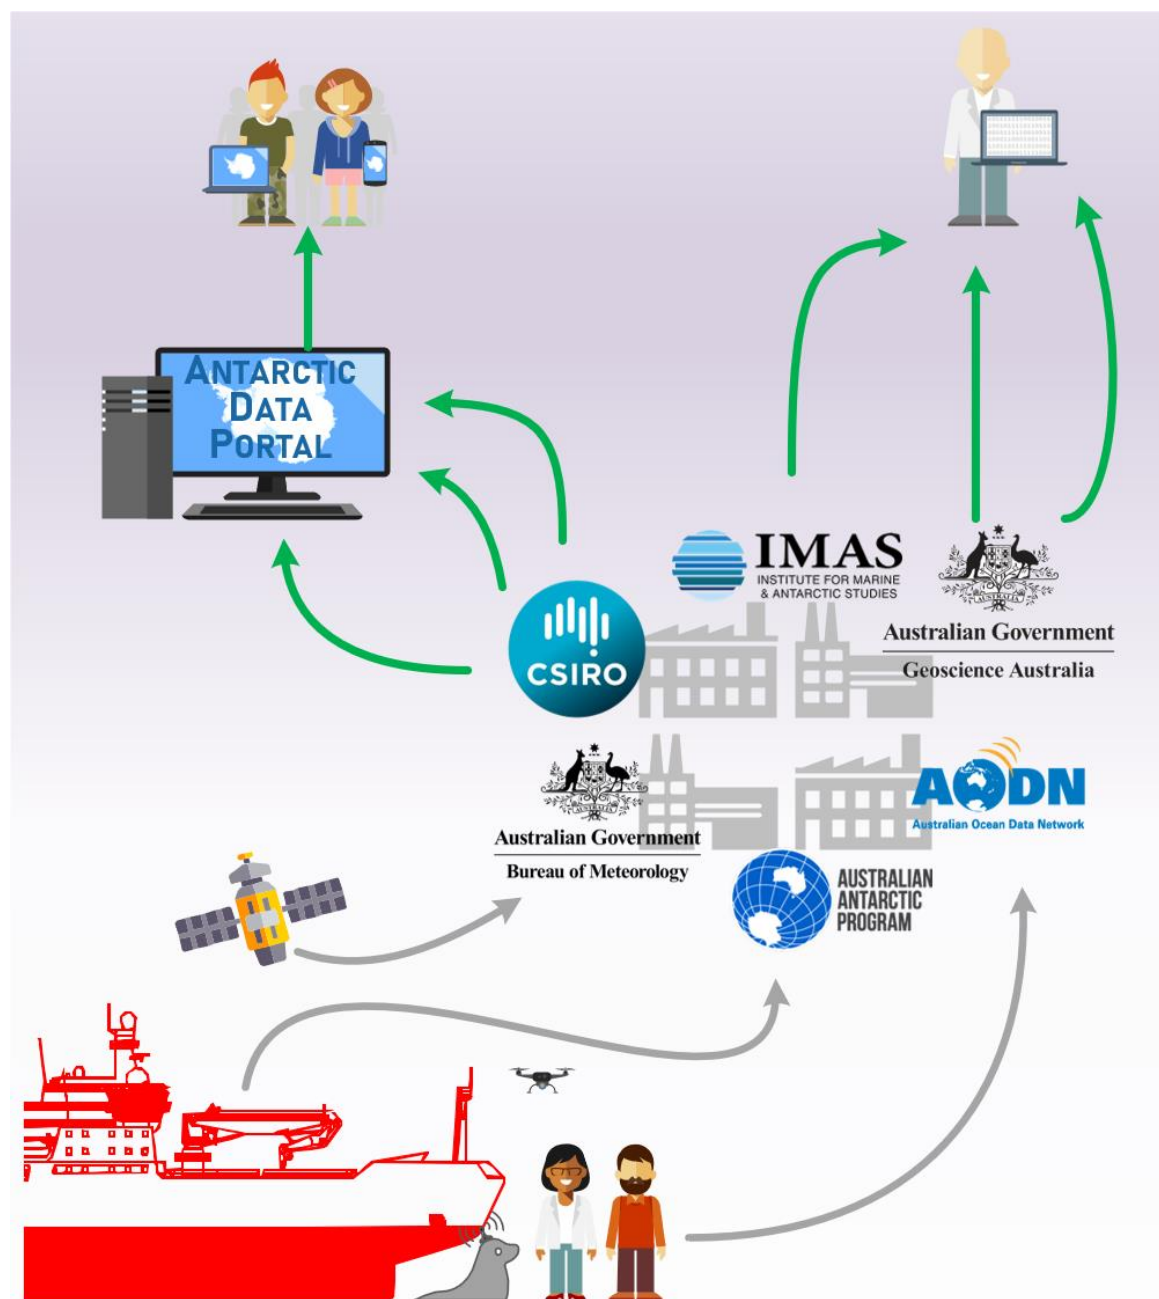 ANTARCTIC
DATA
PORTAL
IMAS
INSTITUTE FOR MARINE
& ANTARCTIC STUDIES
Australian Government
Geoscience Australia
CSIRO
Australian Government
Bureau of Meteorology
AODN
Australian Ocean Data Network
AUSTRALIAN
ANTARCTIC
PROGRAM